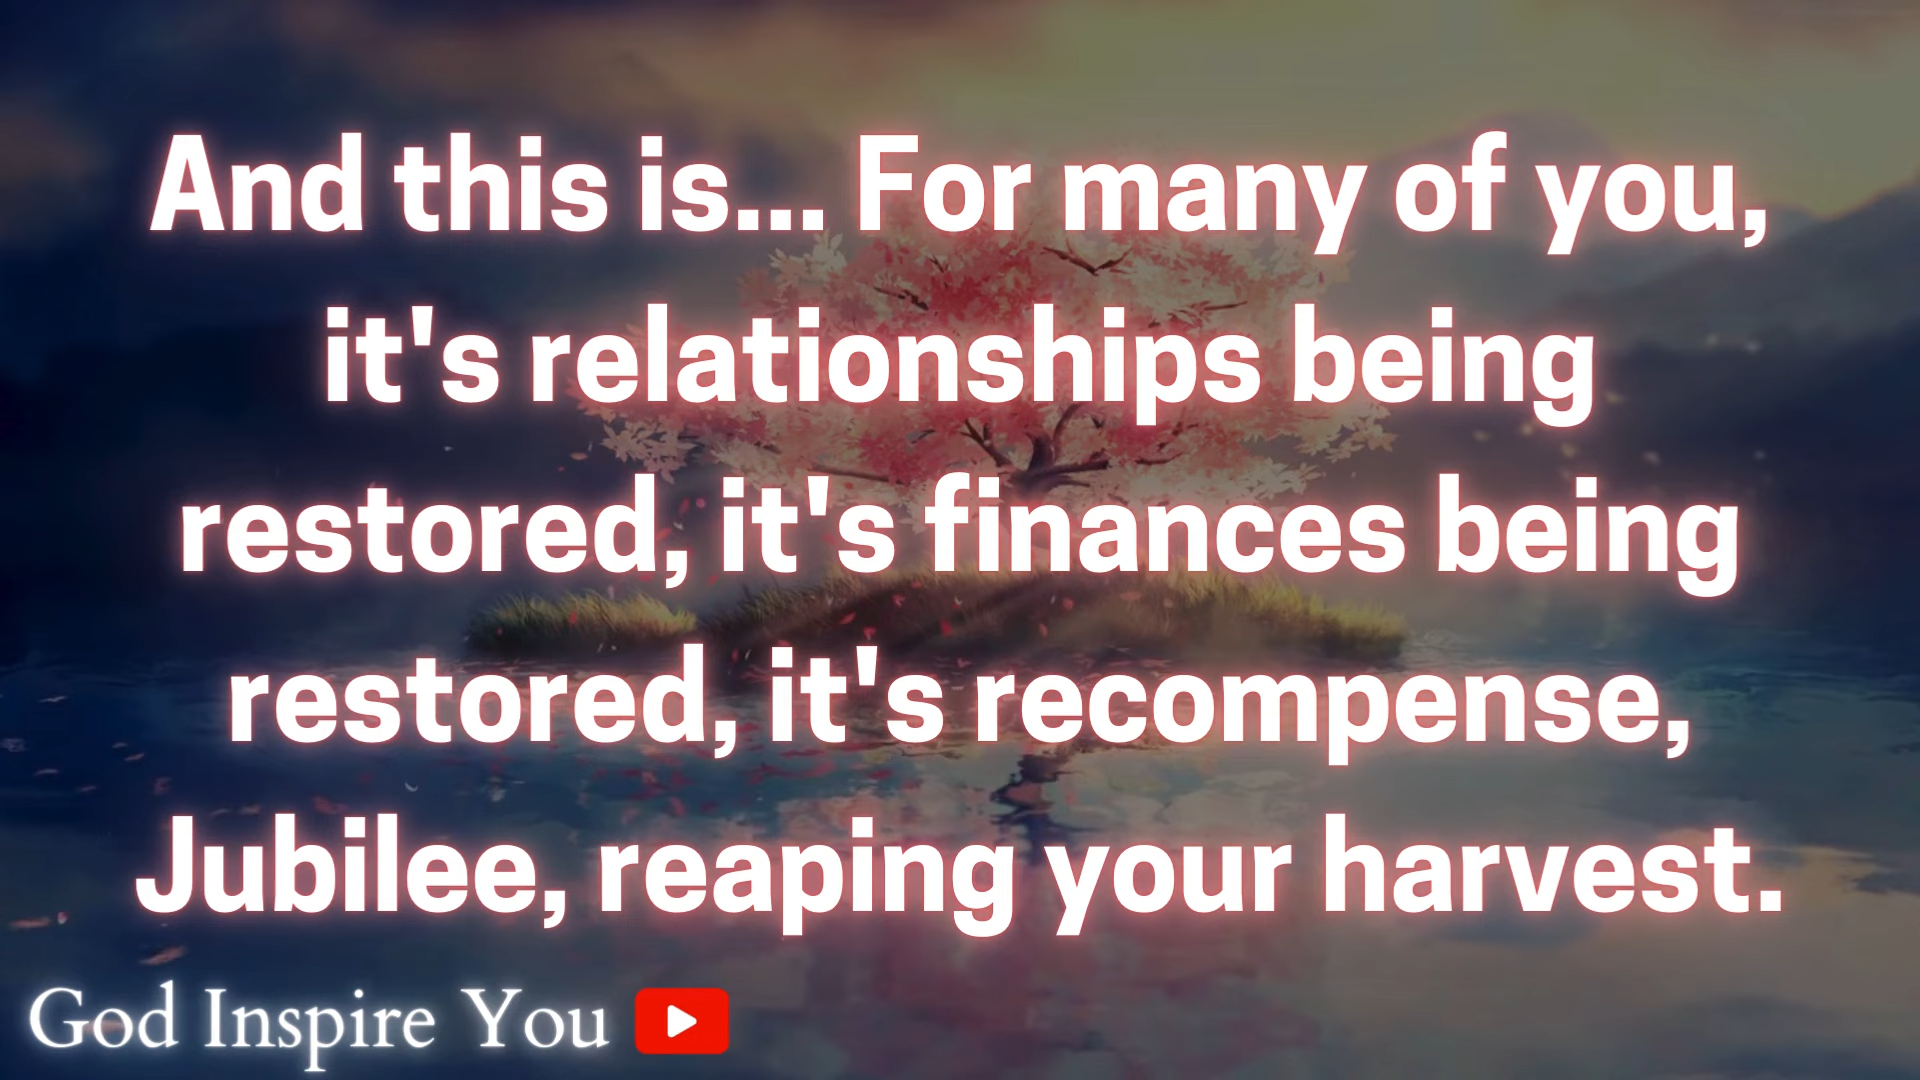 And this is... For many of you,
it's relationships being
restored, it's finances being
restored, it's recompense,
Jubilee, reaping your harvest.
God Inspire You